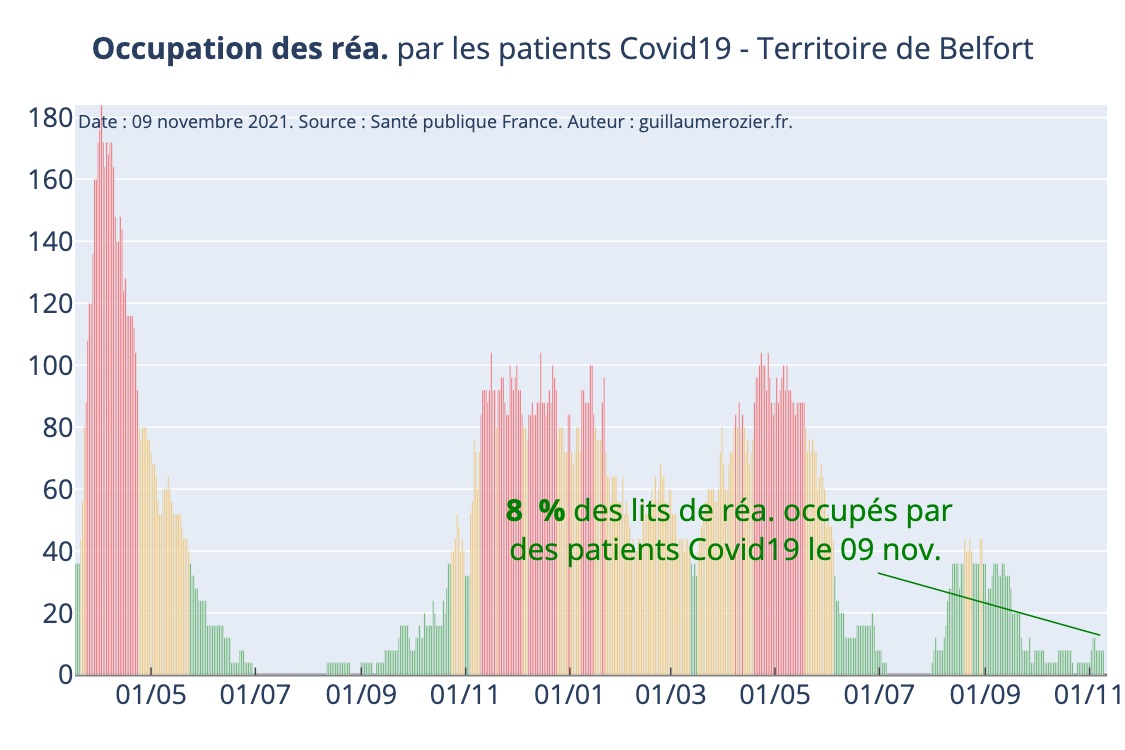 Occupation des réa. par les patients Covid19 - Territoire de Belfort
180
Date : 09 novembre 2021. Source : Santé publique France. Auteur : guillaumerozier.fr.
160
140
120
100
80
60
8 % des lits de réa. occupés par
des patients Covid19 le 09 nov.
40
20
0
01/05 01/07 01/09 01/11 01/01 01/03 01/05 01/07 01/09 01/11